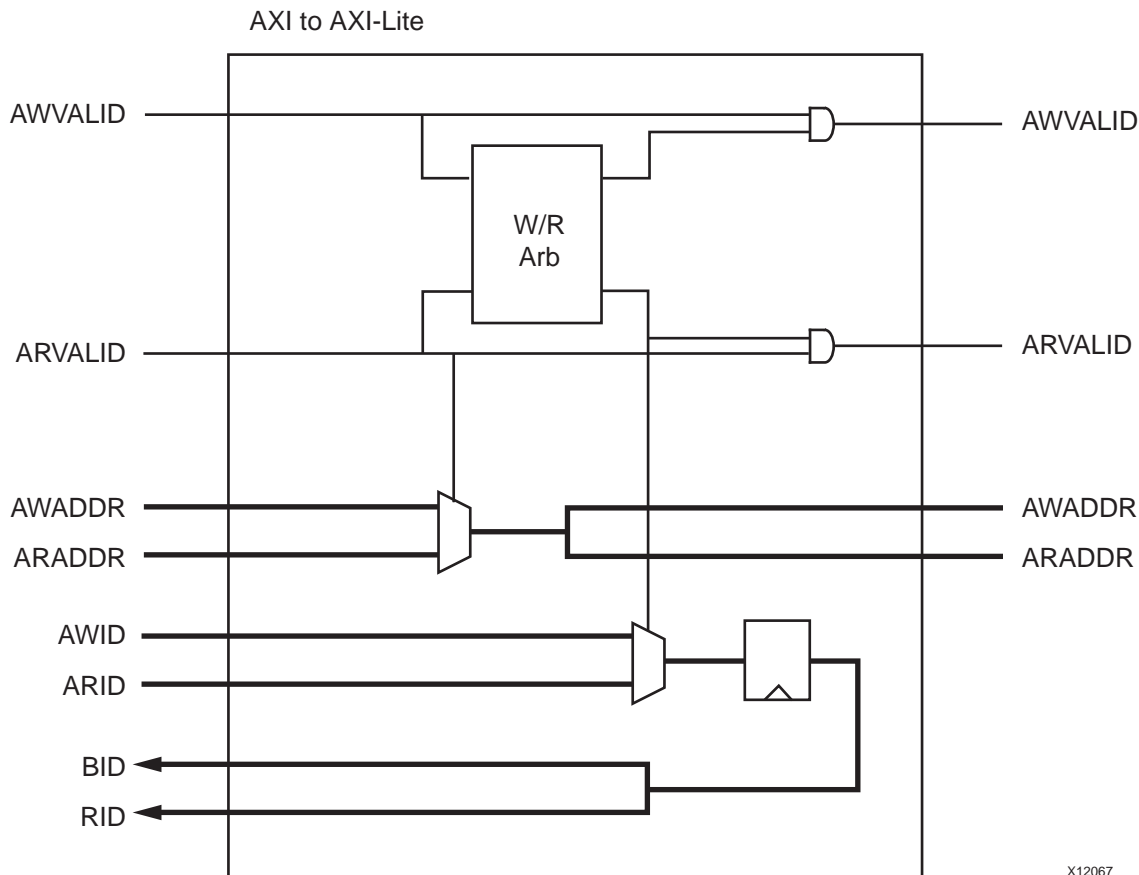 AXI to AXI-Lite
AWVALID
AWVALID
W/R
Arb
ARVALID
ARVALID
AWADDR
AWADDR
ARADDR
ARADDR
AWID
ARID
BID
RID
X12067